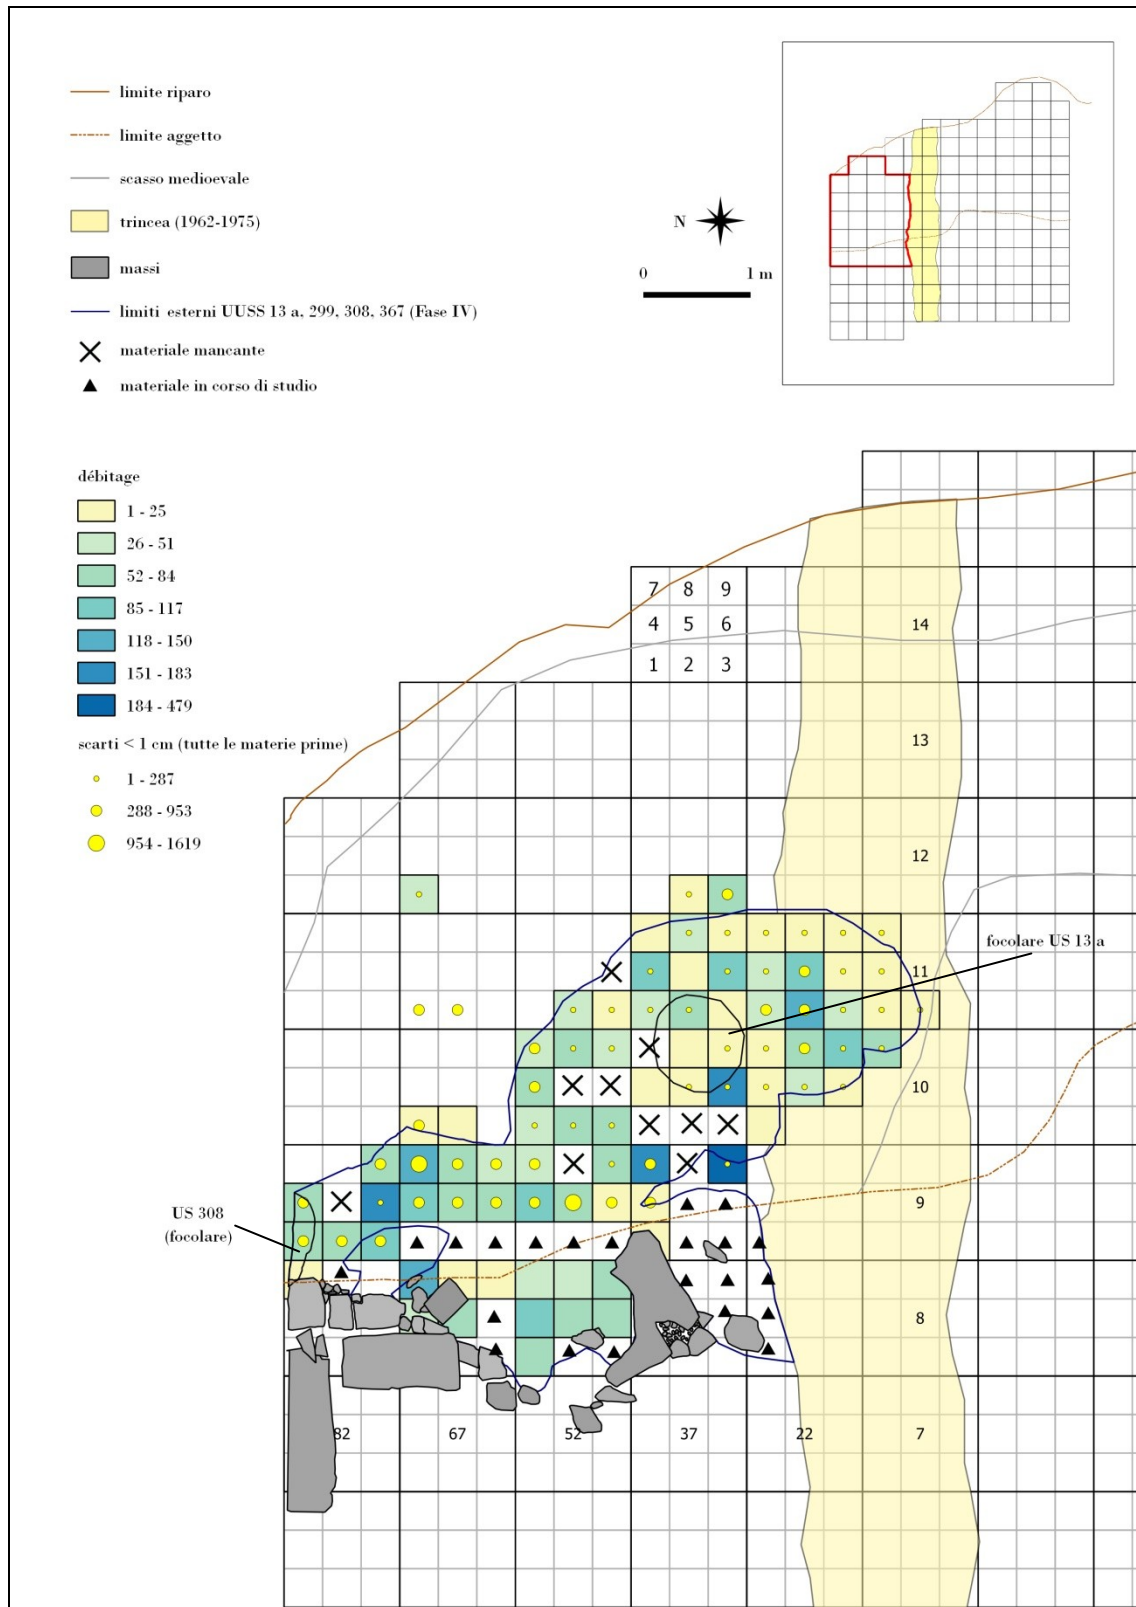 limite riparo
limite aggetto
scasso medioevale
trincea (1962-1975)
massi
limiti esterni UUSS 13 a, 299, 308, 367 (Fase IV)
materiale mancante
materiale in corso di studio
N
0 1 m
débitage
1 - 25
26 - 51
52 - 84
85 - 117
118 - 150
151 - 183
184 - 479
scarti < 1 cm (tutte le materie prime)
1 - 287
288 - 953
954 - 1619
7 8 9
4 5 6
1 2 3
14
13
12
focolare US 13 a
11
10
9
US 308
(focolare)
8
82 67 52 37 22 7